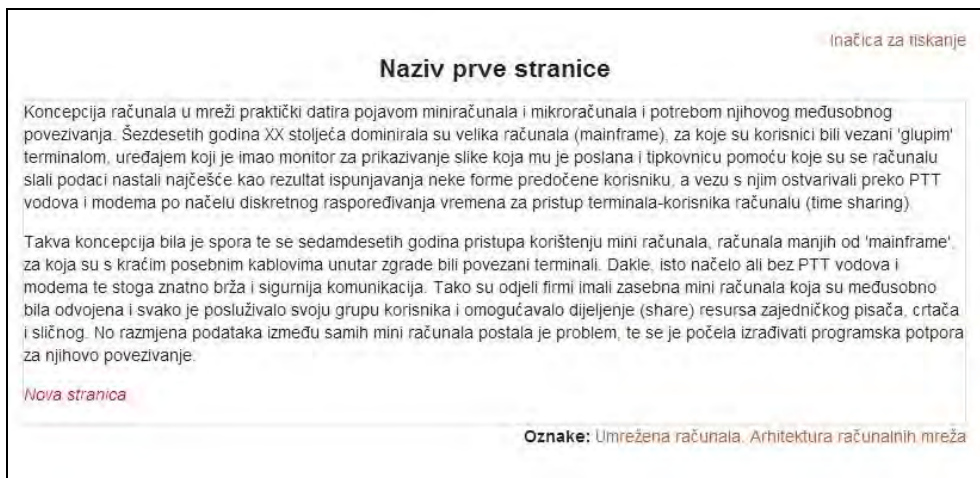 Inačica za tiskanje
Naziv prve stranice
Koncepcija računala u mreži praktički datira pojavom miniračunala i mikroračunala i potrebom njihovog međusobnog
povezivanja. Šezdesetih godina XX stoljeća dominirala su velika računala (mainframe), za koje su korisnici bili vezani 'glupim'
terminalom, uređajem koji je imao monitor za prikazivanje slike koja mu je poslana i tipkovnicu pomoću koje su se računalu
slali podaci nastali najčešće kao rezultat ispunjavanja neke forme predočene korisniku, a vezu s njim ostvarivali preko PTT
vodova i modema po načelu diskretnog raspoređivanja vremena za pristup terminala-korisnika računalu (time sharing).
Takva koncepcija bila je spora te se sedamdesetih godina pristupa korištenju mini računala, računala manjih od 'mainframe',
za koja su s kraćim posebnim kablovima unutar zgrade bili povezani terminali. Dakle, isto načelo ali bez PTT vodova i
modema te stoga znatno brža i sigurnija komunikacija. Tako su odjeli firmi imali zasebna mini računala koja su međusobno
bila odvojena i svako je posluživalo svoju grupu korisnika i omogućavalo dijeljenje (share) resursa zajedničkog pisača, crtača
i sličnog. No razmjena podataka između samih mini računala postala je problem, te se je počela izrađivati programska potpora
za njihovo povezivanje.
Nova stranica
Oznake: Umrežena računala, Arhitektura računalnih mreža